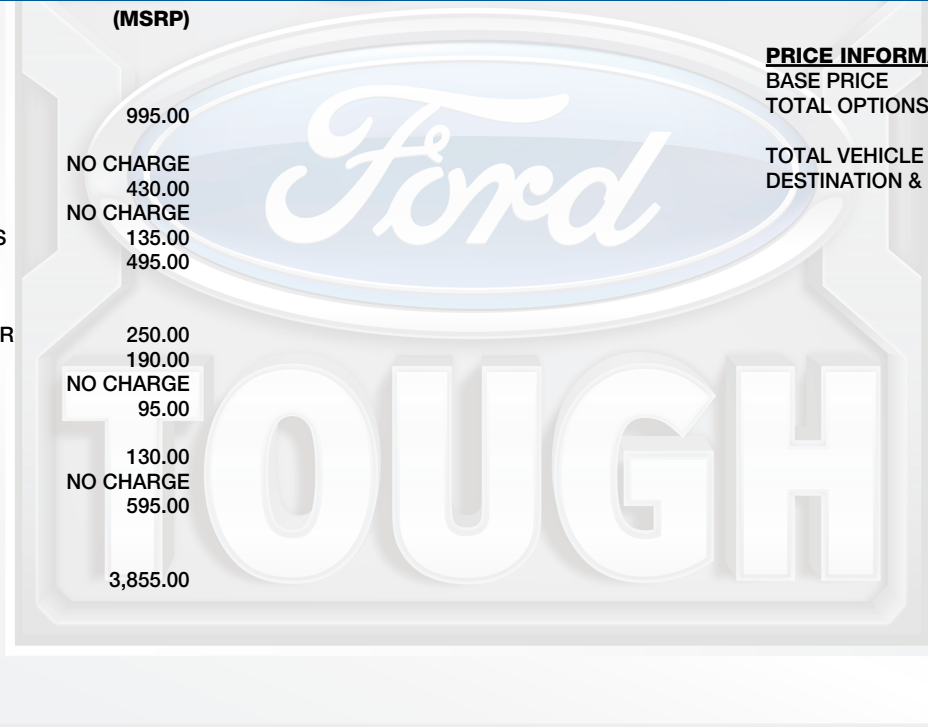 (MSRP)
995.00
NO CHARGE
430.00
NO CHARGE
S
135.00
495.00
R
250.00
190.00
NO CHARGE
95.00
130.00
NO CHARGE
595.00
3,855.00
PRICE INFORM
BASE PRICE
TOTAL OPTIONS
TOTAL VEHICLE
DESTINATION &
Ford
TOUGH